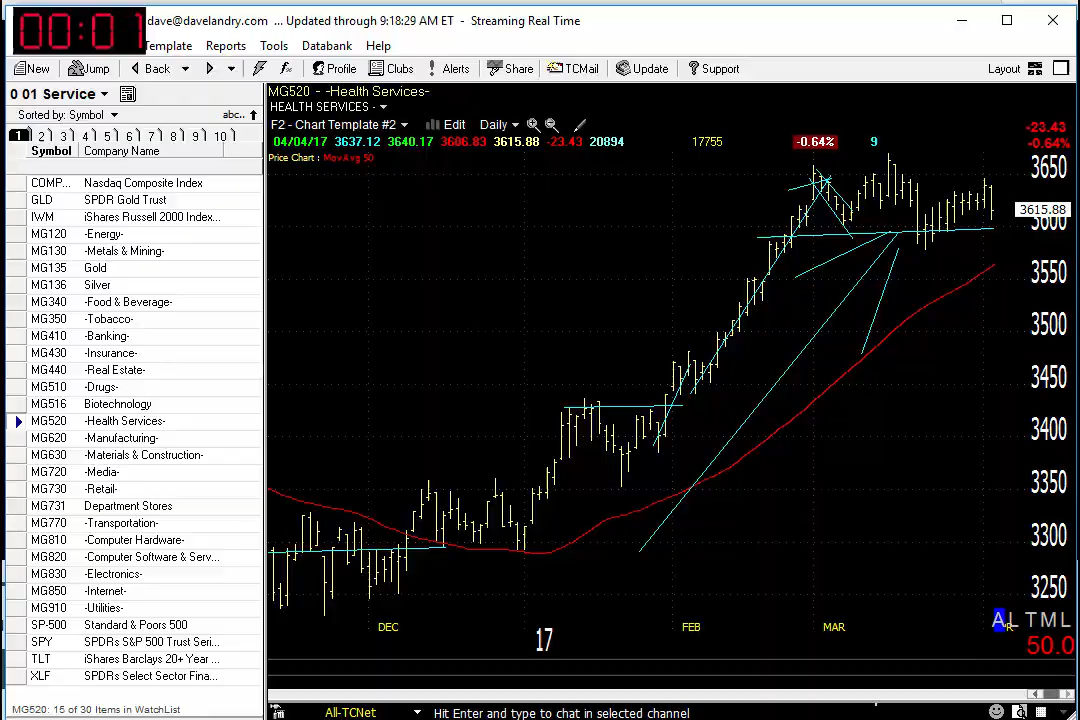 00:01
dave@davelandry.com ... Updated through 9:18:29 AM ET - Streaming Real Time
Template Reports Tools Databank Help
New Jump Back Profile Clubs Alerts Share TCMail Update Support Layout
0 01 Service
Sorted by: Symbol abc..
1 2 3 4 5 6 7 8 9 10
Symbol Company Name
COMP... Nasdaq Composite Index
GLD SPDR Gold Trust
IWM iShares Russell 2000 Index...
MG120 -Energy-
MG130 -Metals & Mining-
MG135 Gold
MG136 Silver
MG340 -Food & Beverage-
MG350 -Tobacco-
MG410 -Banking-
MG430 -Insurance-
MG440 -Real Estate-
MG510 -Drugs-
MG516 Biotechnology
MG520 -Health Services-
MG620 -Manufacturing-
MG630 -Materials & Construction-
MG720 -Media-
MG730 -Retail-
MG731 Department Stores
MG770 -Transportation-
MG810 -Computer Hardware-
MG820 -Computer Software & Serv...
MG830 -Electronics-
MG850 -Internet-
MG910 -Utilities-
SP-500 Standard & Poors 500
SPY SPDRs S&P 500 Trust Seri...
TLT iShares Barclays 20+ Year ...
XLF SPDRs Select Sector Fina...
MG520: 15 of 30 Items in WatchList
MG520 - -Health Services-
HEALTH SERVICES -
F2 - Chart Template #2 Edit Daily
04/04/17 3637.12 3640.17 3606.83 3615.88 -23.43 20894 17755 -0.64% 9
Price Chart : MovAvg 50
-23.43
-0.64%
3650
3615.88
3600
3550
3500
3450
3400
3350
3300
3250
DEC 17 FEB MAR
A L T M L
50.0
All-TCNet Hit Enter and type to chat in selected channel